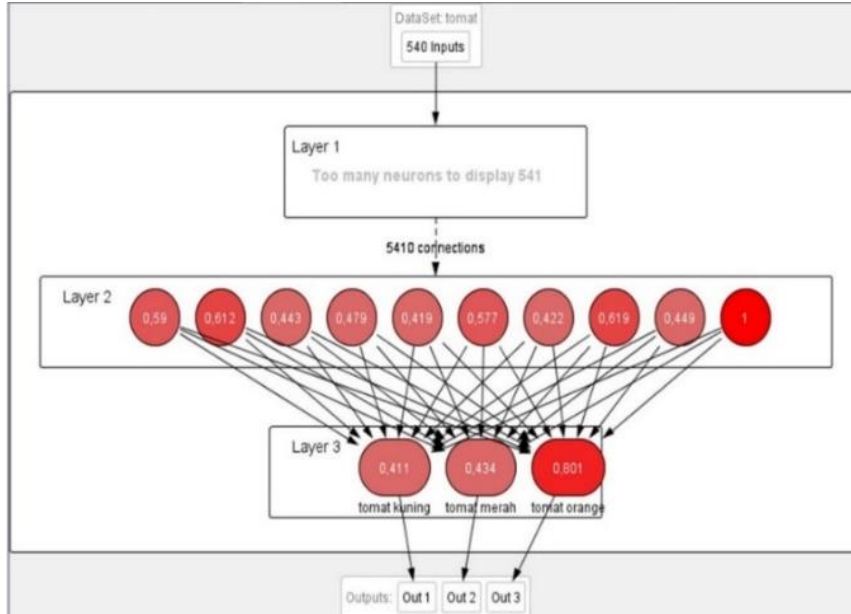 DataSet: tomat
540 Inputs
Layer 1
Too many neurons to display 541
5410 connections
Layer 2
0,59 0,612 0,443 0,479 0,419 0,577 0,422 0,619 0,449 1
Layer 3
0,411 0,434 0,801
tomat kuning tomat merah tomat orange
Outputs: Out 1 Out 2 Out 3